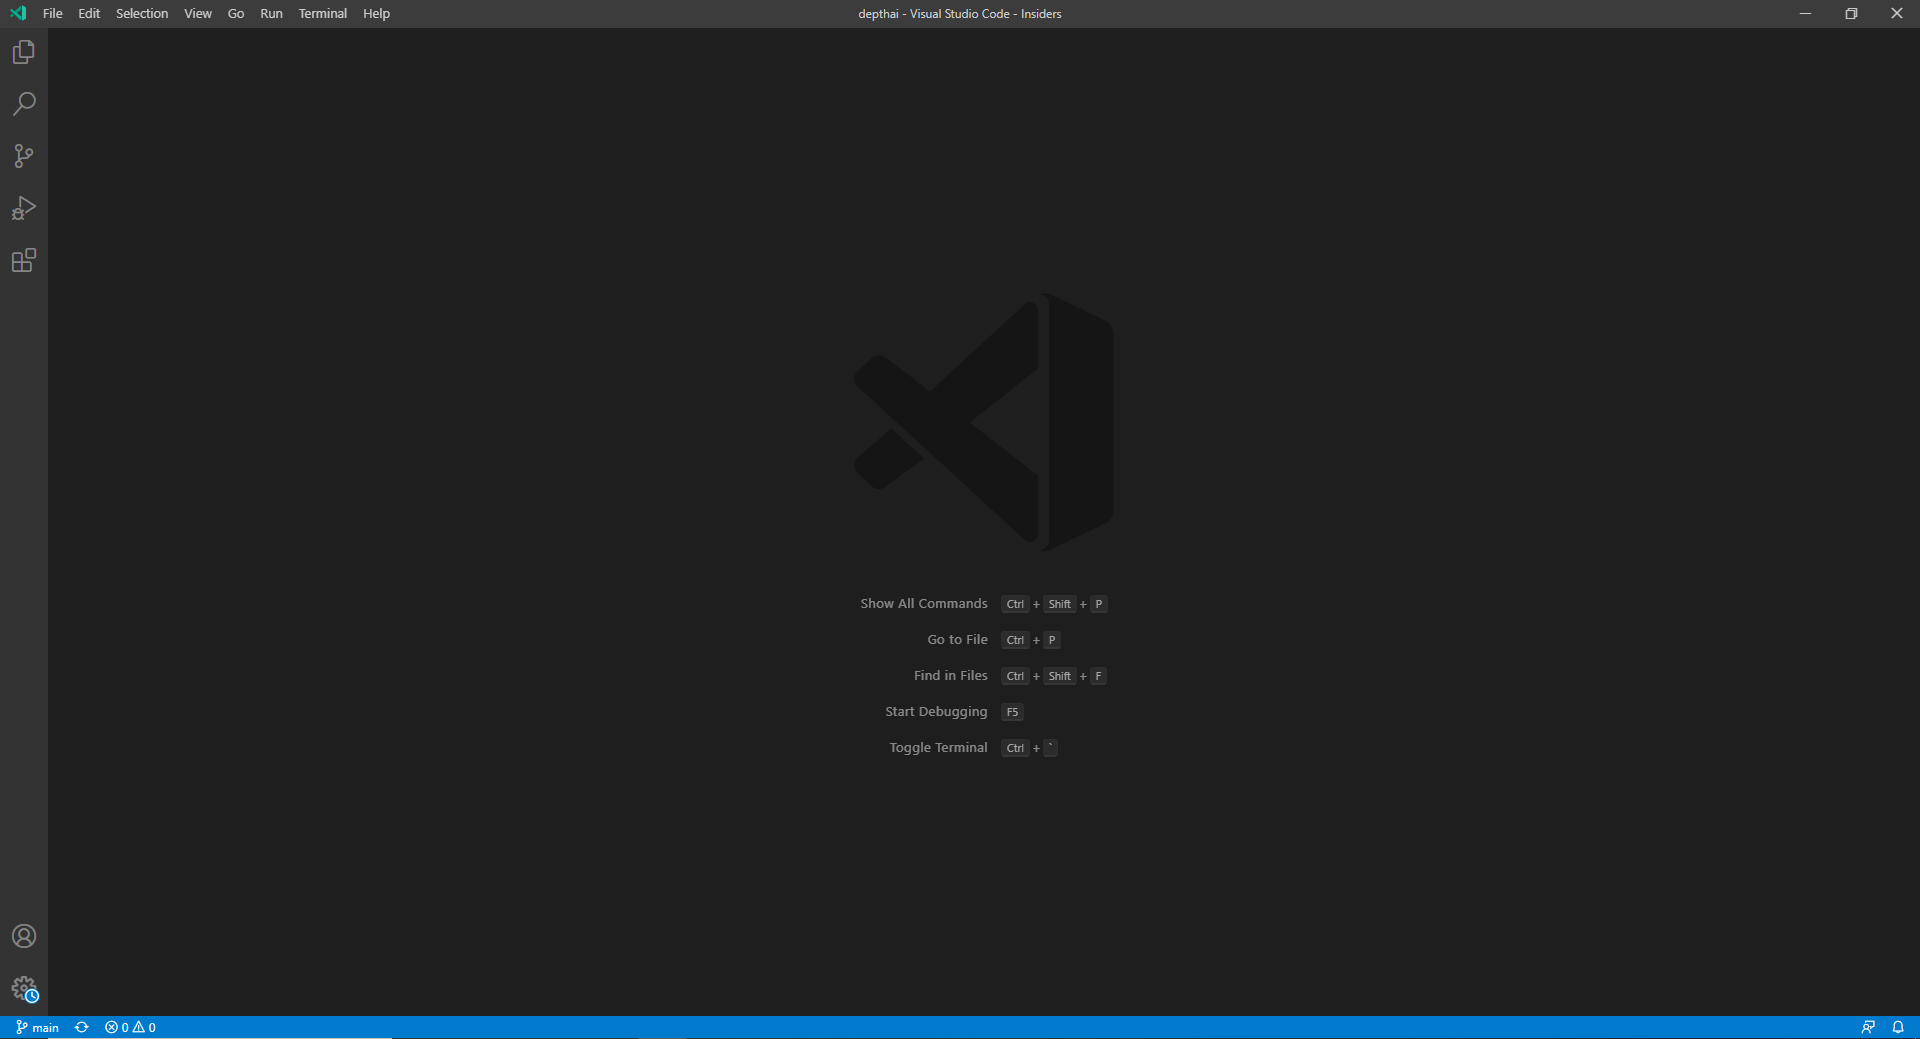 File Edit Selection View Go Run Terminal Help
depthai - Visual Studio Code - Insiders
Show All Commands Ctrl + Shift + P
Go to File Ctrl + P
Find in Files Ctrl + Shift + F
Start Debugging F5
Toggle Terminal Ctrl + `
main 0 0